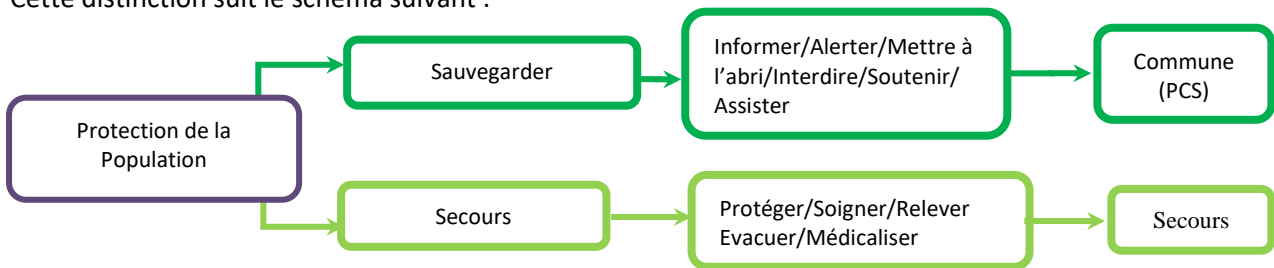 Cette distinction suit le schéma suivant :
Protection de la
Population
Sauvegarder
Informer/Alerter/Mettre à
l'abri/Interdire/Soutenir/
Assister
Commune
(PCS)
Secours
Protéger/Soigner/Relever
Evacuer/Médicaliser
Secours